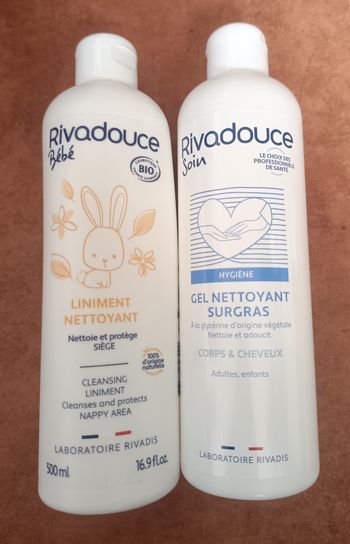 Rivadouce
Bébé
BIO
LINIMENT
NETTOYANT
Nettoie et protège
SIÈGE
100%
d'origine
naturelle
CLEANSING
LINIMENT
Cleanses and protects
NAPPY AREA
LABORATOIRE RIVADIS
500 ml 16.9 fl.oz.
Rivadouce
Soin
LE CHOIX DES
PROFESSIONNELS
DE SANTÉ
HYGIÈNE
GEL NETTOYANT
SURGRAS
À la glycérine d'origine végétale
Nettoie et adoucit
CORPS & CHEVEUX
Adultes, enfants
LABORATOIRE RIVADIS